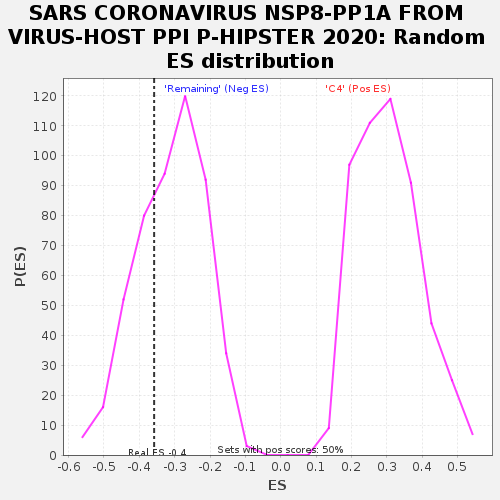 SARS CORONAVIRUS NSP8-PP1A FROM
VIRUS-HOST PPI P-HIPSTER 2020: Random
ES distribution
'Remaining' (Neg ES) 'C4' (Pos ES)
120
110
100
90
80
70
60
50
40
30
20
10
0
P(ES)
Real ES -0.4 Sets with pos scores: 50%
-0.6 -0.5 -0.4 -0.3 -0.2 -0.1 0.0 0.1 0.2 0.3 0.4 0.5
ES